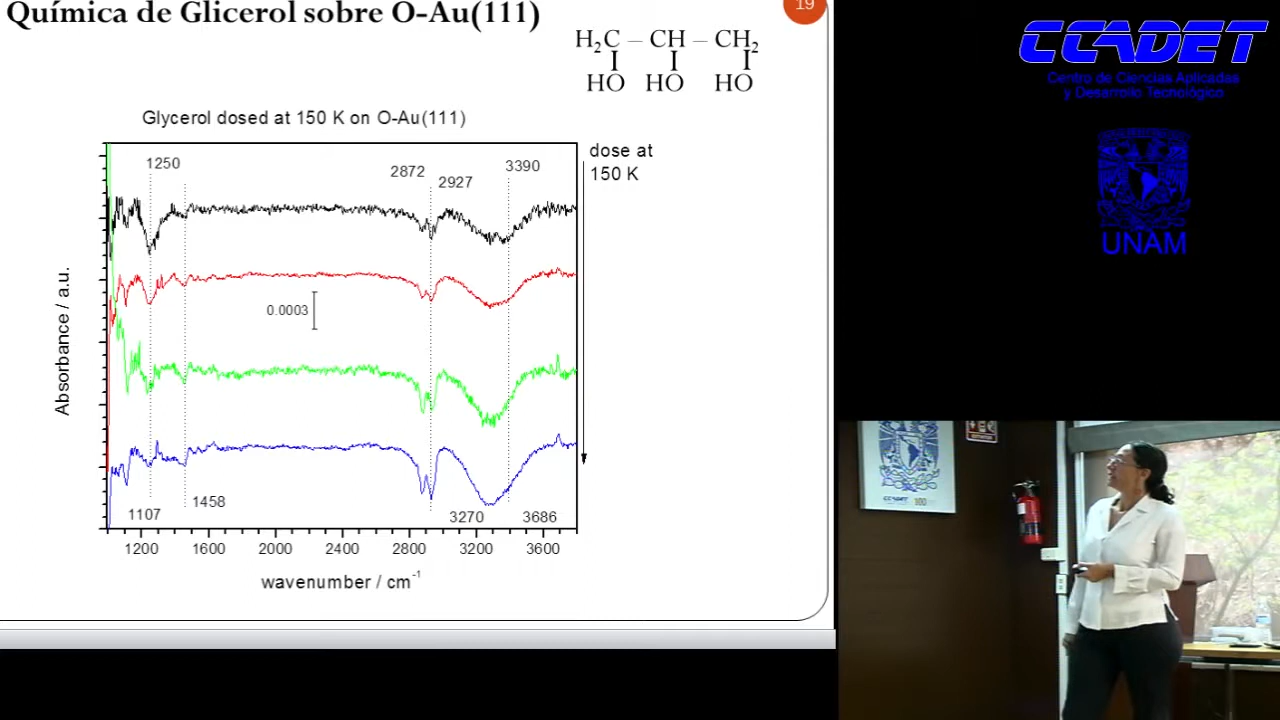 Química de Glicerol sobre O-Au(111)
19
H₂C – CH – CH₂
HO HO HO
Glycerol dosed at 150 K on O-Au(111)
dose at
150 K
1250
2872
2927
3390
0.0003
Absorbance / a.u.
1107
1458
3270
3686
1200 1600 2000 2400 2800 3200 3600
wavenumber / cm⁻¹
CCADET
Centro de Ciencias Aplicadas
y Desarrollo Tecnológico
UNAM
CCADET
100